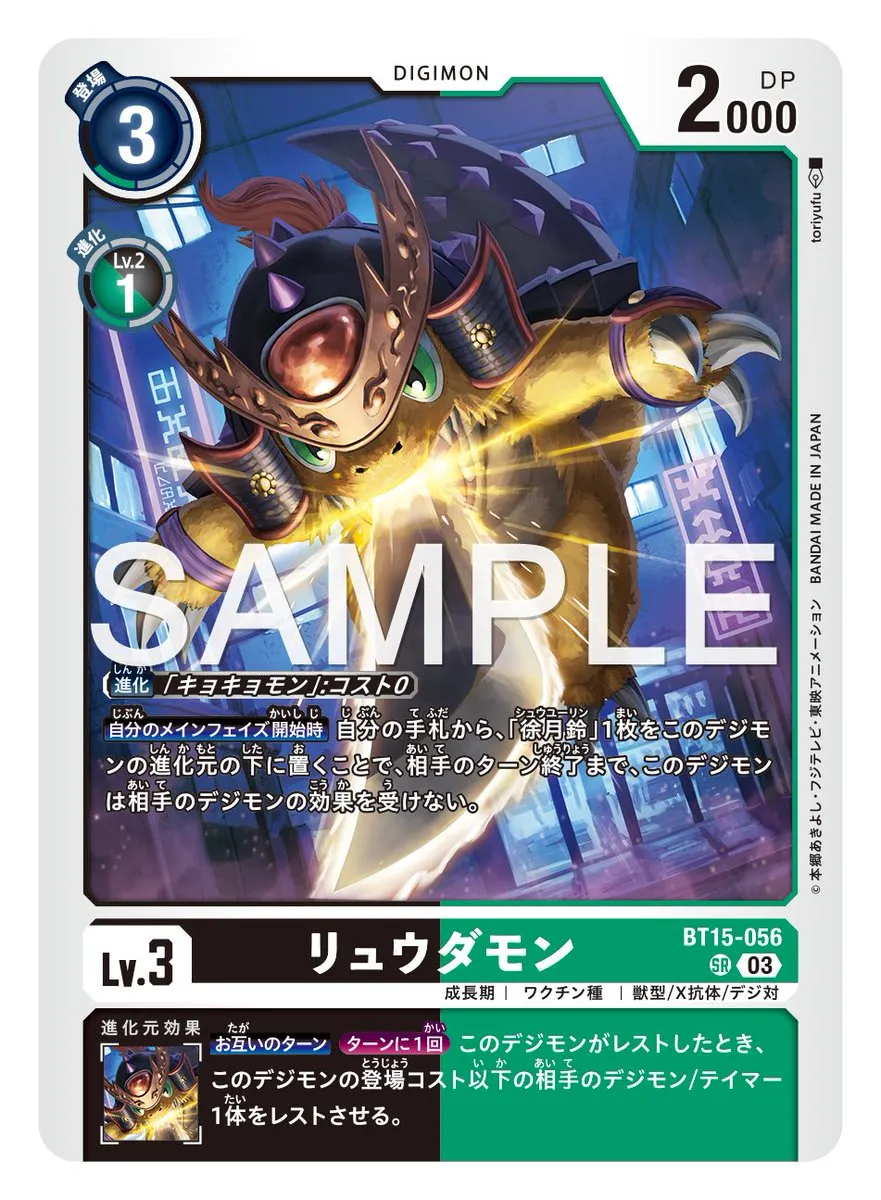 登場
3
DIGIMON
2000
DP
進化
Lv.2
1
toriyufu
© 本郷あきよし・フジテレビ・東映アニメーション BANDAI MADE IN JAPAN
SAMPLE
進化 「キョキョモン」:コスト0
自分のメインフェイズ開始時 自分の手札から、「徐月鈴」1枚をこのデジモ
ンの進化元の下に置くことで、相手のターン終了まで、このデジモン
は相手のデジモンの効果を受けない。
Lv.3
リュウダモン
BT15-056
SR 03
成長期 | ワクチン種 | 獣型/X抗体/デジ対
進化元効果
お互いのターン ターンに1回 このデジモンがレストしたとき、
このデジモンの登場コスト以下の相手のデジモン/テイマー
1体をレストさせる。